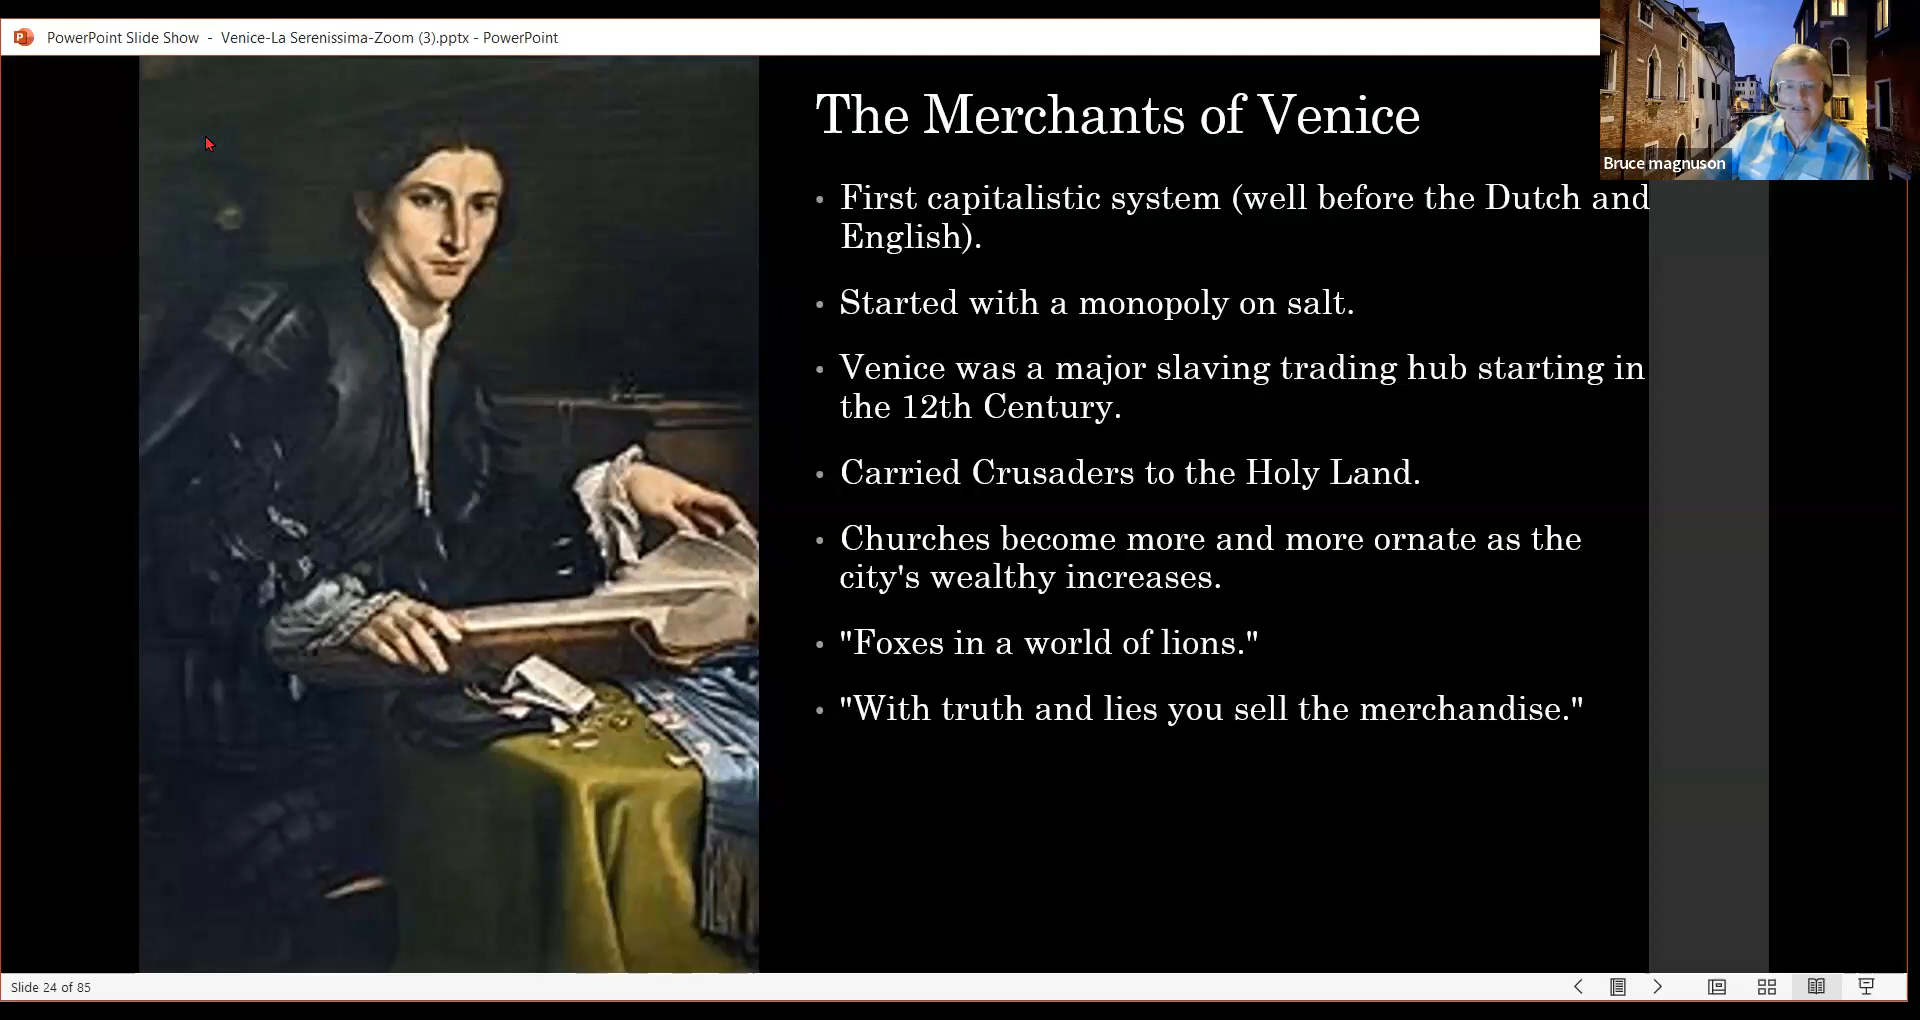 PowerPoint Slide Show - Venice-La Serenissima-Zoom (3).pptx - PowerPoint
Bruce magnuson
The Merchants of Venice
• First capitalistic system (well before the Dutch and
English).
• Started with a monopoly on salt.
• Venice was a major slaving trading hub starting in
the 12th Century.
• Carried Crusaders to the Holy Land.
• Churches become more and more ornate as the
city's wealthy increases.
• "Foxes in a world of lions."
• "With truth and lies you sell the merchandise."
Slide 24 of 85